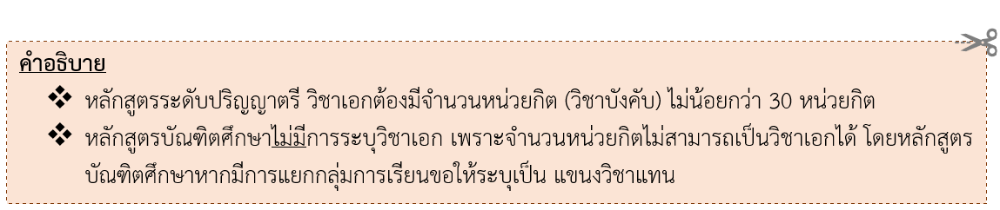 คำอธิบาย
❖ หลักสูตรระดับปริญญาตรี วิชาเอกต้องมีจำนวนหน่วยกิต (วิชาบังคับ) ไม่น้อยกว่า 30 หน่วยกิต
❖ หลักสูตรบัณฑิตศึกษาไม่มีการระบุวิชาเอก เพราะจำนวนหน่วยกิตไม่สามารถเป็นวิชาเอกได้ โดยหลักสูตร
บัณฑิตศึกษาหากมีการแยกกลุ่มการเรียนขอให้ระบุเป็น แขนงวิชาแทน